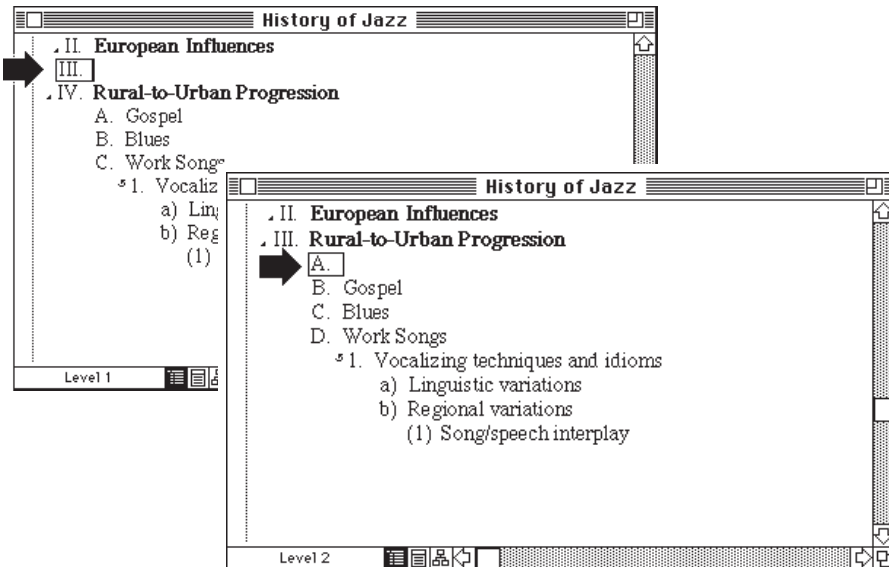 History of Jazz
II. European Influences
III.
IV. Rural-to-Urban Progression
A. Gospel
B. Blues
C. Work Songs
1. Vocaliz
a) Lin
b) Reg
(1)
Level 1
History of Jazz
II. European Influences
III. Rural-to-Urban Progression
A.
B. Gospel
C. Blues
D. Work Songs
1. Vocalizing techniques and idioms
a) Linguistic variations
b) Regional variations
(1) Song/speech interplay
Level 2